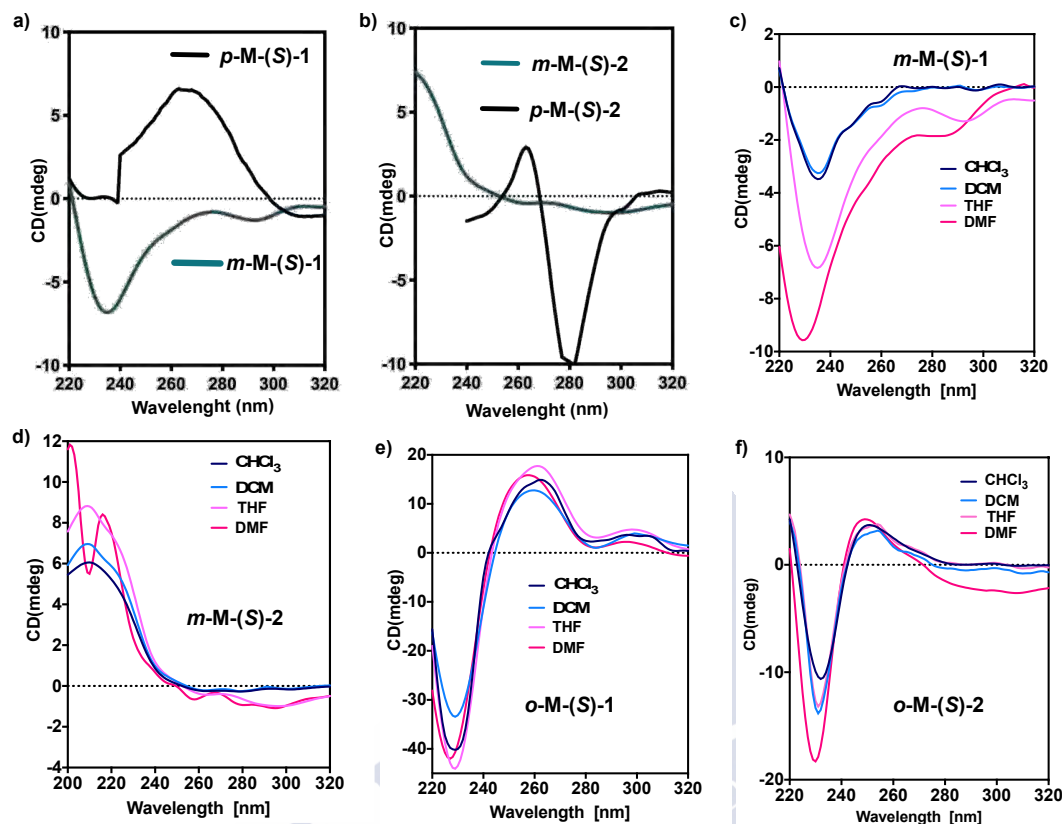 a)
10
5
0
-5
-10
CD(mdeg)
p-M-(S)-1
m-M-(S)-1
220 240 260 280 300 320
Wavelenght (nm)
b)
10
5
0
-5
-10
CD(mdeg)
m-M-(S)-2
p-M-(S)-2
220 240 260 280 300 320
Wavelenght (nm)
c)
2
0
-2
-4
-6
-8
-10
CD(mdeg)
m-M-(S)-1
CHCl3
DCM
THF
DMF
220 240 260 280 300 320
Wavelength [nm]
d)
12
10
8
6
4
2
0
-2
-4
CD(mdeg)
CHCl3
DCM
THF
DMF
m-M-(S)-2
200 220 240 260 280 300 320
Wavelength [nm]
e)
20
10
0
-10
-20
-30
-40
CD(mdeg)
CHCl3
DCM
THF
DMF
o-M-(S)-1
220 240 260 280 300 320
Wavelength [nm]
f)
10
0
-10
-20
CD(mdeg)
CHCl3
DCM
THF
DMF
o-M-(S)-2
220 240 260 280 300 320
Wavelength [nm]